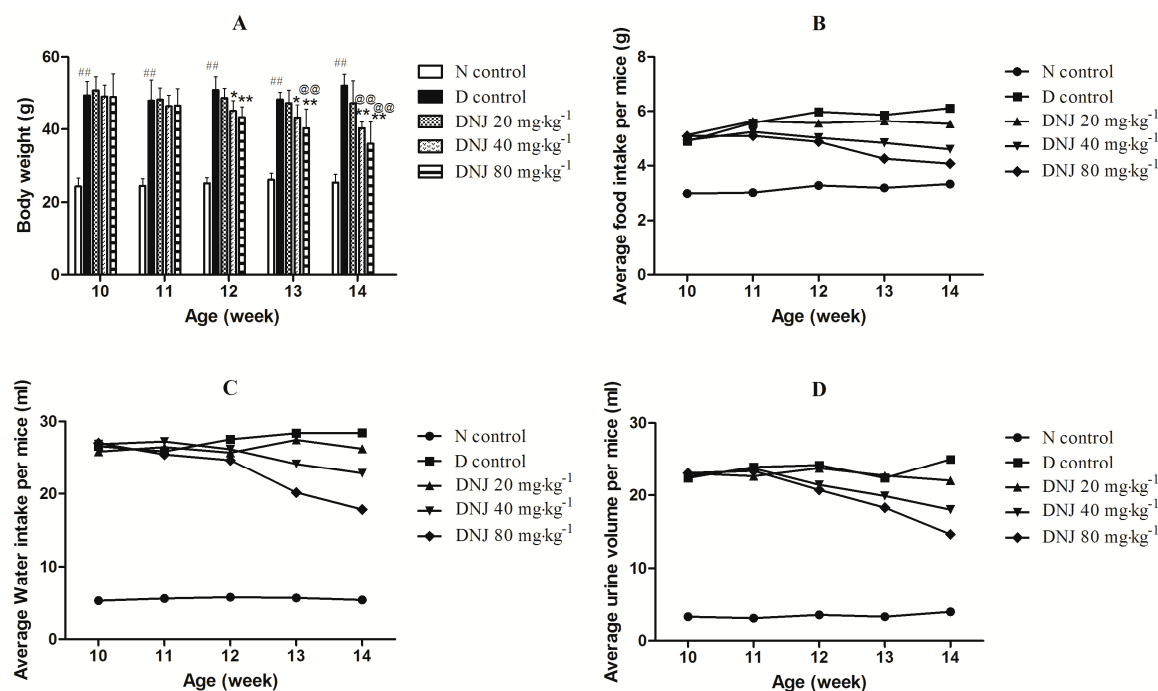 A
Body weight (g)
60
40
20
0
##
##
##
* **
##
* @@
**
##
@@
**
@@
**
10 11 12 13 14
Age (week)
N control
D control
DNJ 20 mg·kg-1
DNJ 40 mg·kg-1
DNJ 80 mg·kg-1
B
Average food intake per mice (g)
8
6
4
2
0
10 11 12 13 14
Age (week)
N control
D control
DNJ 20 mg·kg-1
DNJ 40 mg·kg-1
DNJ 80 mg·kg-1
C
Average Water intake per mice (ml)
30
20
10
0
10 11 12 13 14
Age (week)
N control
D control
DNJ 20 mg·kg-1
DNJ 40 mg·kg-1
DNJ 80 mg·kg-1
D
Average urine volume per mice (ml)
30
20
10
0
10 11 12 13 14
Age (week)
N control
D control
DNJ 20 mg·kg-1
DNJ 40 mg·kg-1
DNJ 80 mg·kg-1